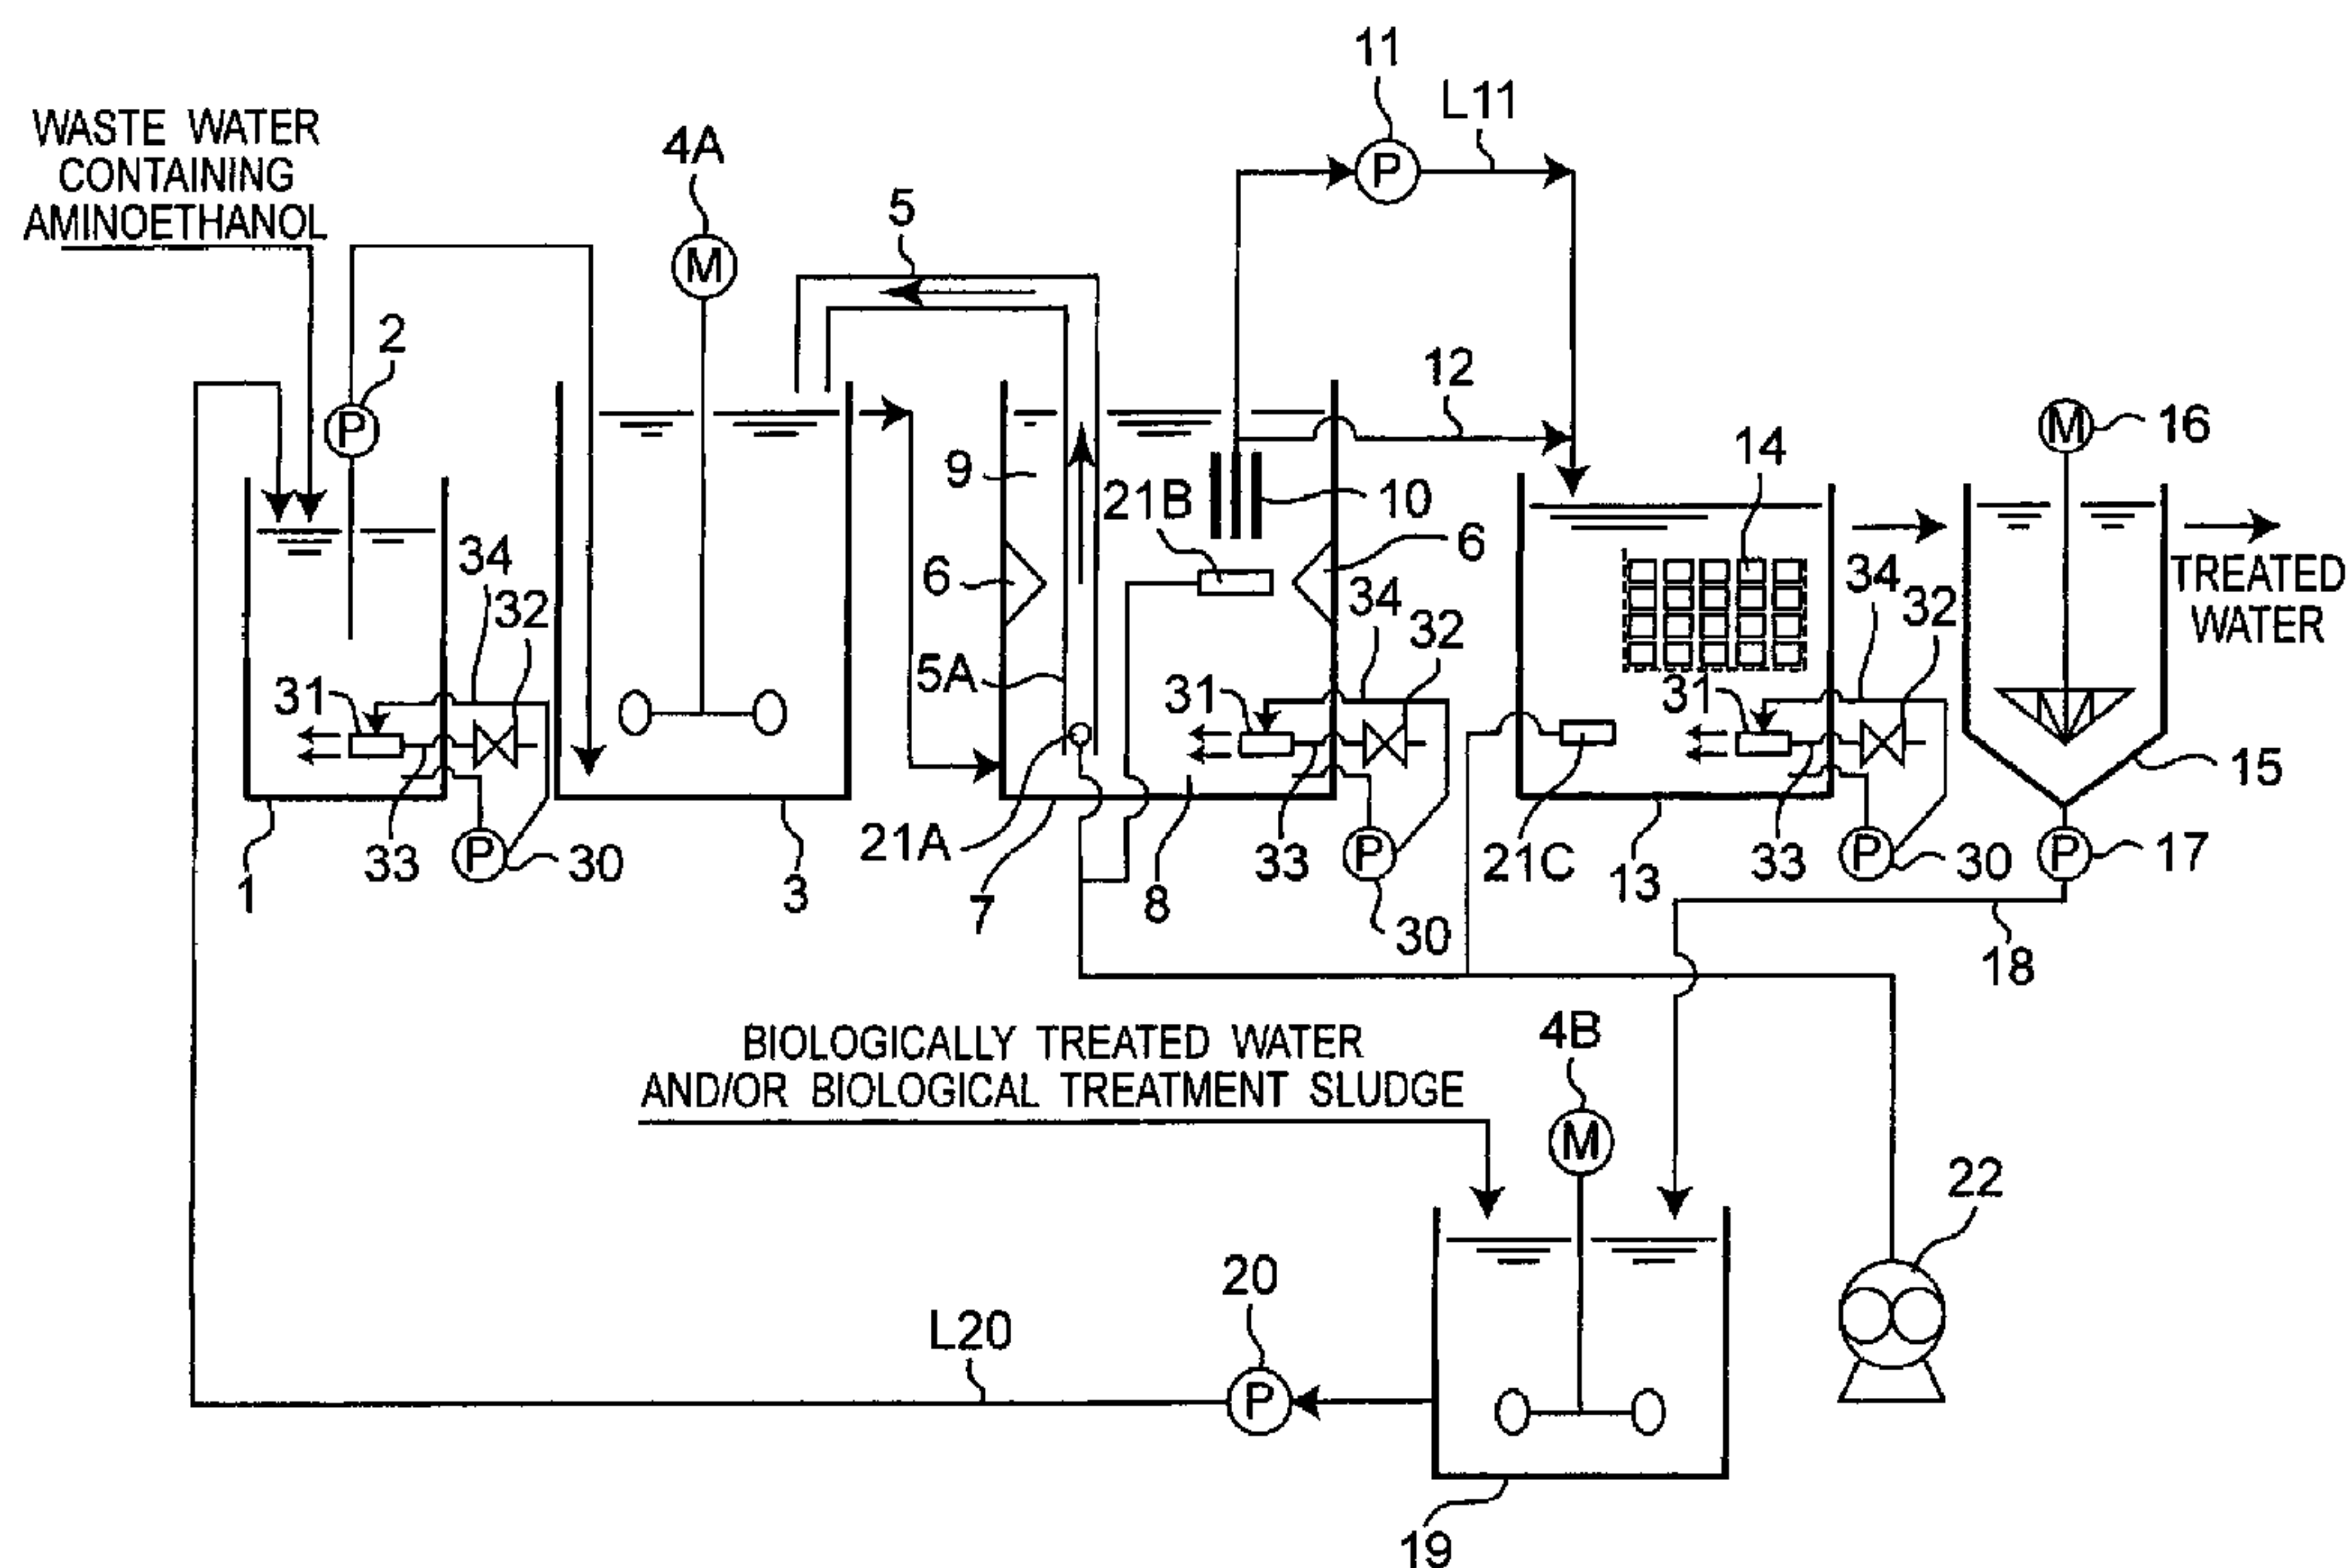 11
L11
WASTE WATER
CONTAINING
AMINOETHANOL
4A
M
P
5
2
P
12
M
16
14
9
21B
10
6
6
34
32
34
32
34
32
TREATED
WATER
5A
31
31
31
15
21A
33
P
30
33
P
21C
33
P
30
P
17
1
3
7
8
13
30
18
BIOLOGICALLY TREATED WATER
AND/OR BIOLOGICAL TREATMENT SLUDGE
4B
M
22
20
L20
P
19